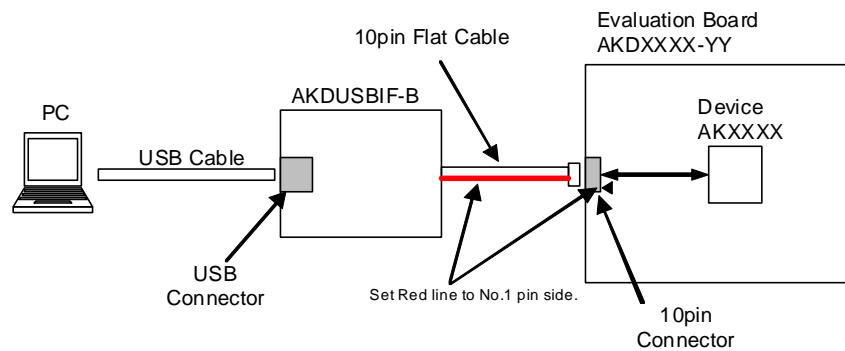 10pin Flat Cable
Evaluation Board
AKDXXXX-YY
PC
AKDUSBIF-B
Device
AKXXXX
USB Cable
USB
Connector
Set Red line to No.1 pin side.
10pin
Connector